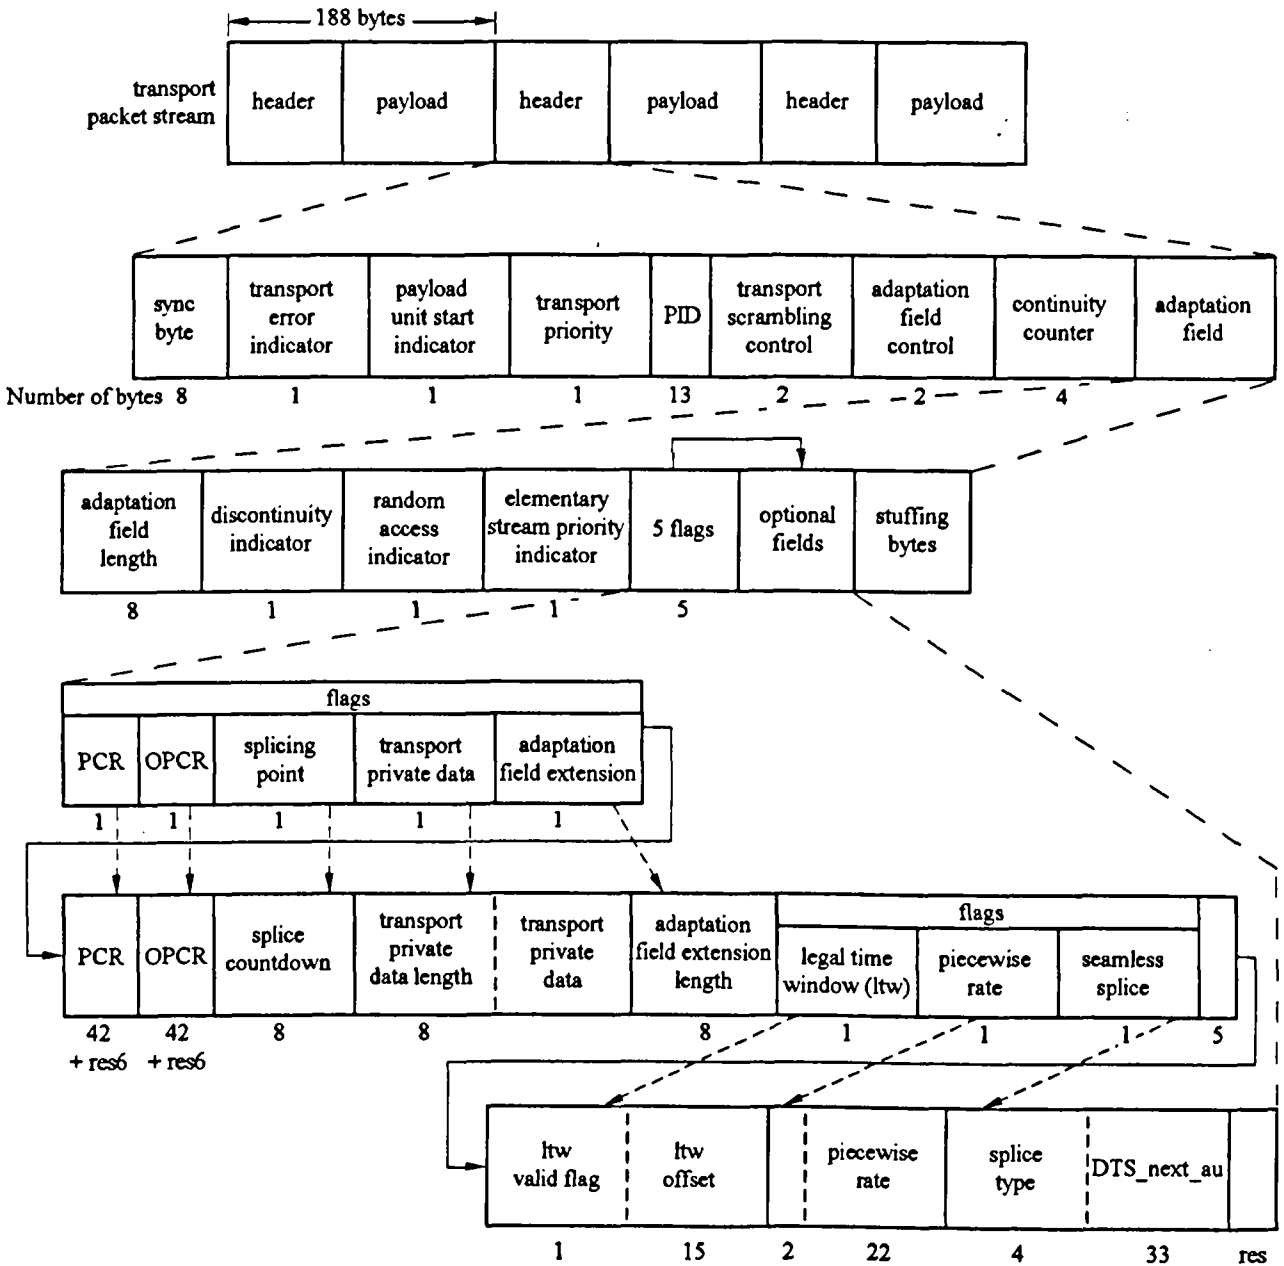 188 bytes
transport
packet stream
header
payload
header
payload
header
payload
sync
byte
transport
error
indicator
payload
unit start
indicator
transport
priority
PID
transport
scrambling
control
adaptation
field
control
continuity
counter
adaptation
field
Number of bytes 8 1 1 1 13 2 2 4
adaptation
field
length
discontinuity
indicator
random
access
indicator
elementary
stream priority
indicator
5 flags
optional
fields
stuffing
bytes
8 1 1 1 5
flags
PCR
OPCR
splicing
point
transport
private data
adaptation
field extension
1 1 1 1 1
PCR
OPCR
splice
countdown
transport
private
data length
transport
private
data
adaptation
field extension
length
flags
legal time
window (ltw)
piecewise
rate
seamless
splice
42
+ res6
42
+ res6
8 8 8 1 1 1 5
ltw
valid flag
ltw
offset
piecewise
rate
splice
type
DTS_next_au
1 15 2 22 4 33 res